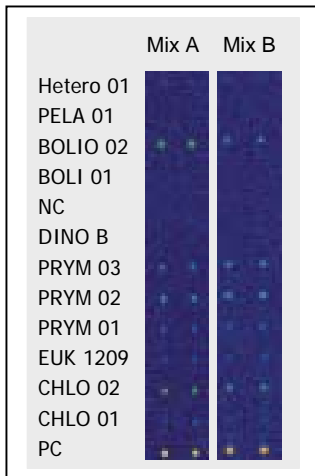 Mix A Mix B
Hetero 01
PELA 01
BOLIO 02
BOLI 01
NC
DINO B
PRYM 03
PRYM 02
PRYM 01
EUK 1209
CHLO 02
CHLO 01
PC